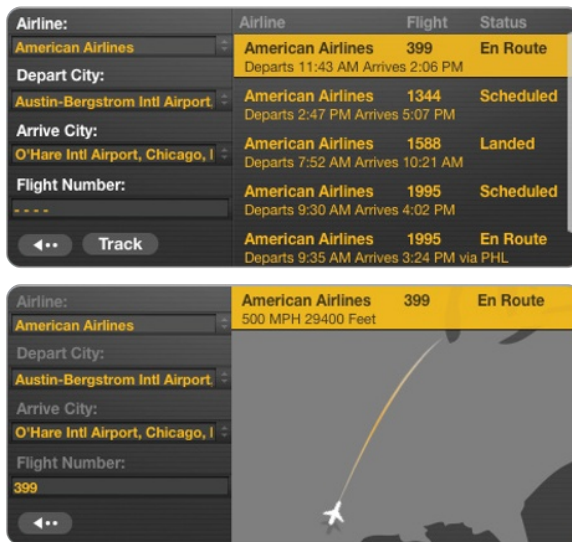 Airline:
American Airlines
Depart City:
Austin-Bergstrom Intl Airport,
Arrive City:
O'Hare Intl Airport, Chicago, I
Flight Number:
- - - -
Track
Airline Flight Status
American Airlines 399 En Route
Departs 11:43 AM Arrives 2:06 PM
American Airlines 1344 Scheduled
Departs 2:47 PM Arrives 5:07 PM
American Airlines 1588 Landed
Departs 7:52 AM Arrives 10:21 AM
American Airlines 1995 Scheduled
Departs 9:30 AM Arrives 4:02 PM
American Airlines 1995 En Route
Departs 9:35 AM Arrives 3:24 PM via PHL
Airline:
American Airlines
Depart City:
Austin-Bergstrom Intl Airport,
Arrive City:
O'Hare Intl Airport, Chicago, I
Flight Number:
399
American Airlines 399 En Route
500 MPH 29400 Feet